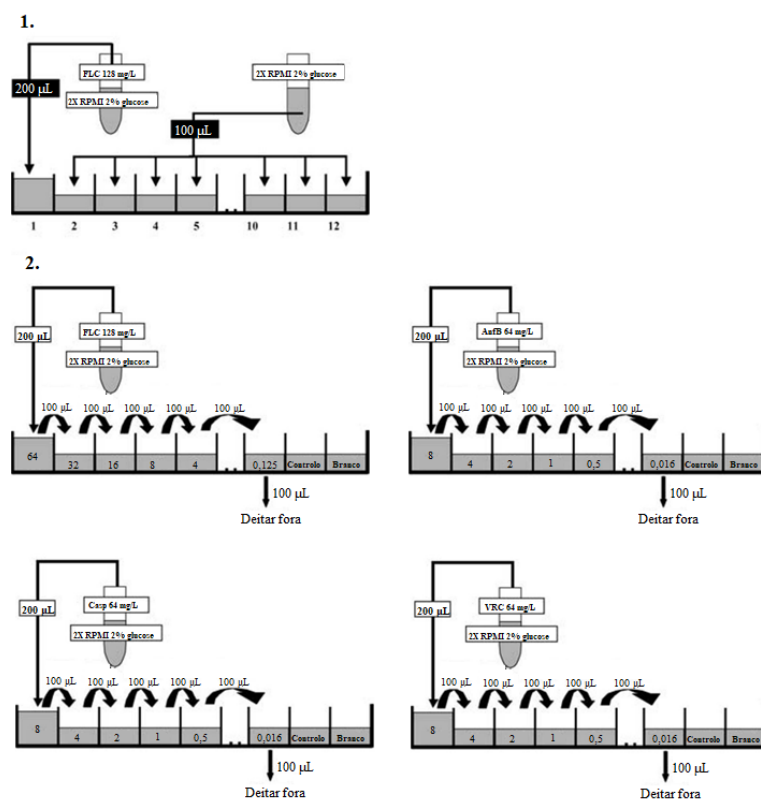 1.
FLC 128 mg/L
2X RPMI 2% glucose
200 µL
2X RPMI 2% glucose
100 µL
1 2 3 4 5 .. 10 11 12
2.
FLC 128 mg/L
200 µL
2X RPMI 2% glucose
100 µL 100 µL 100 µL 100 µL 100 µL
64 32 16 8 4 .. 0,125 Controlo Branco
100 µL
Deitar fora
AnfB 64 mg/L
200 µL
2X RPMI 2% glucose
100 µL 100 µL 100 µL 100 µL 100 µL
8 4 2 1 0,5 .. 0,016 Controlo Branco
100 µL
Deitar fora
Casp 64 mg/L
200 µL
2X RPMI 2% glucose
100 µL 100 µL 100 µL 100 µL 100 µL
8 4 2 1 0,5 .. 0,016 Controlo Branco
100 µL
Deitar fora
VRC 64 mg/L
200 µL
2X RPMI 2% glucose
100 µL 100 µL 100 µL 100 µL 100 µL
8 4 2 1 0,5 .. 0,016 Controlo Branco
100 µL
Deitar fora